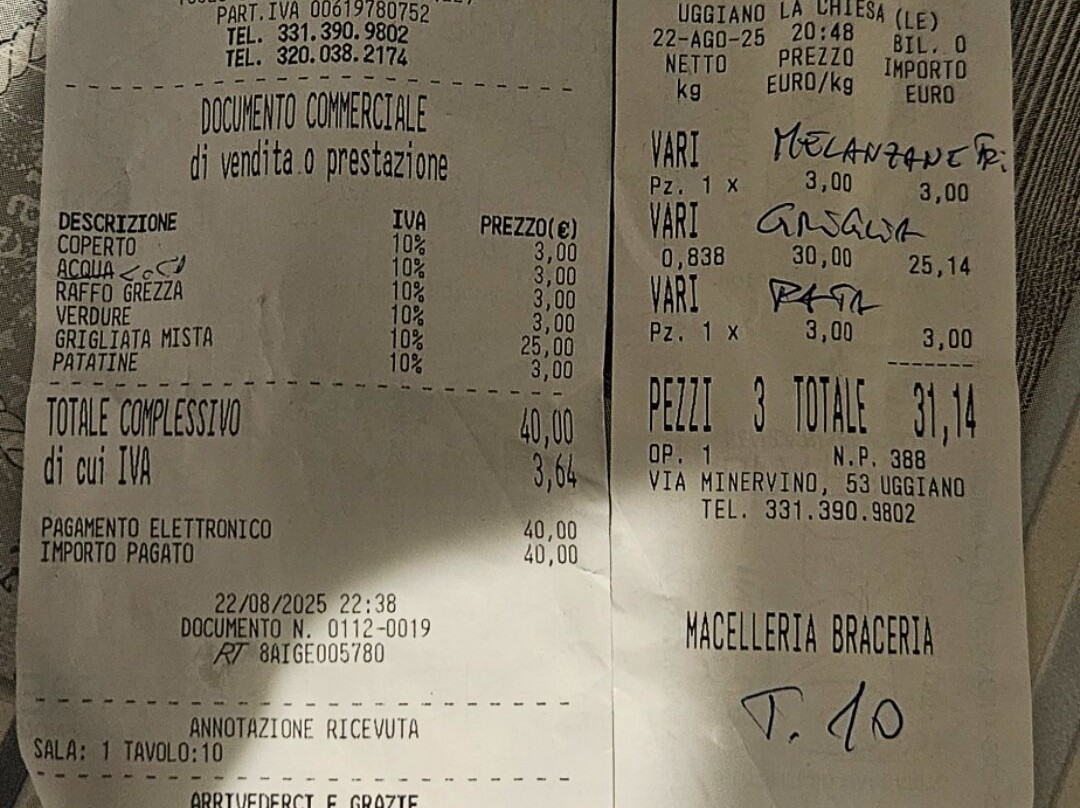 PART.IVA 00619780752
TEL. 331.390.9802
TEL. 320.038.2174
DOCUMENTO COMMERCIALE
di vendita o prestazione
DESCRIZIONE IVA PREZZO(€)
COPERTO 10% 3,00
ACQUA 10% 3,00
RAFFO GREZZA 10% 3,00
VERDURE 10% 3,00
GRIGLIATA MISTA 10% 25,00
PATATINE 10% 3,00
TOTALE COMPLESSIVO 40,00
di cui IVA 3,64
PAGAMENTO ELETTRONICO 40,00
IMPORTO PAGATO 40,00
22/08/2025 22:38
DOCUMENTO N. 0112-0019
RT 8AIGE005780
ANNOTAZIONE RICEVUTA
SALA: 1 TAVOLO:10
ARRIVEDERCI E GRAZIE
UGGIANO LA CHIESA (LE)
22-AGO-25 20:48 BIL. 0
NETTO PREZZO IMPORTO
kg EURO/kg EURO
VARI MELANZANE
Pz. 1 x 3,00 3,00
VARI GRIGLIA
0,838 30,00 25,14
VARI
Pz. 1 x 3,00 3,00
PEZZI 3 TOTALE 31,14
OP. 1 N.P. 388
VIA MINERVINO, 53 UGGIANO
TEL. 331.390.9802
MACELLERIA BRACERIA
T. 10